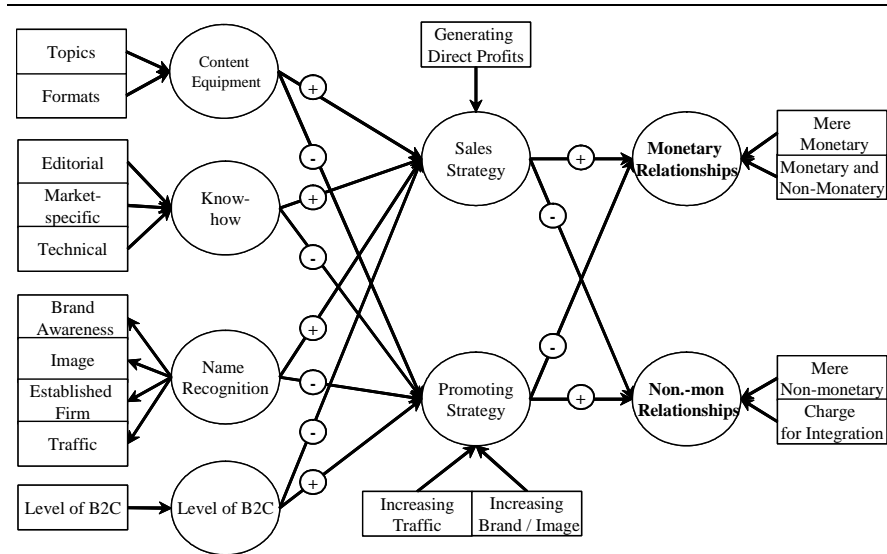 Topics
Formats
Content
Equipment
Generating
Direct Profits
+
-
Sales
Strategy
+
Monetary
Relationships
Mere
Monetary
Monetary and
Non-Monatery
Editorial
Market-
specific
Technical
Know-
how
+
-
-
Brand
Awareness
Image
Established
Firm
Traffic
Name
Recognition
+
-
-
Promoting
Strategy
+
Non.-mon
Relationships
Mere
Non-monetary
Charge
for Integration
Level of B2C
Level of B2C
-
+
Increasing
Traffic
Increasing
Brand / Image